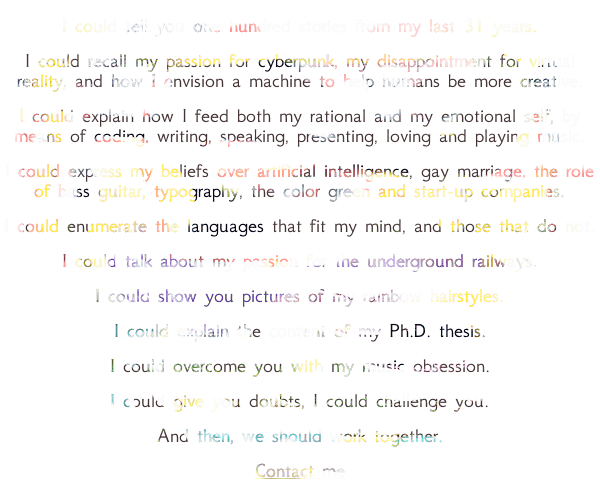 I could tell you one hundred stories from my last 31 years.
I could recall my passion for cyberpunk, my disappointment for virtual
reality, and how I envision a machine to help humans be more creative.
I could explain how I feed both my rational and my emotional self, by
means of coding, writing, speaking, presenting, loving and playing music.
I could express my beliefs over artificial intelligence, gay marriage, the role
of bass guitar, typography, the color green and start-up companies.
I could enumerate the languages that fit my mind, and those that do not.
I could talk about my passion for the underground railways.
I could show you pictures of my rainbow hairstyles.
I could explain the content of my Ph.D. thesis.
I could overcome you with my music obsession.
I could give you doubts, I could challenge you.
And then, we should work together.
Contact me